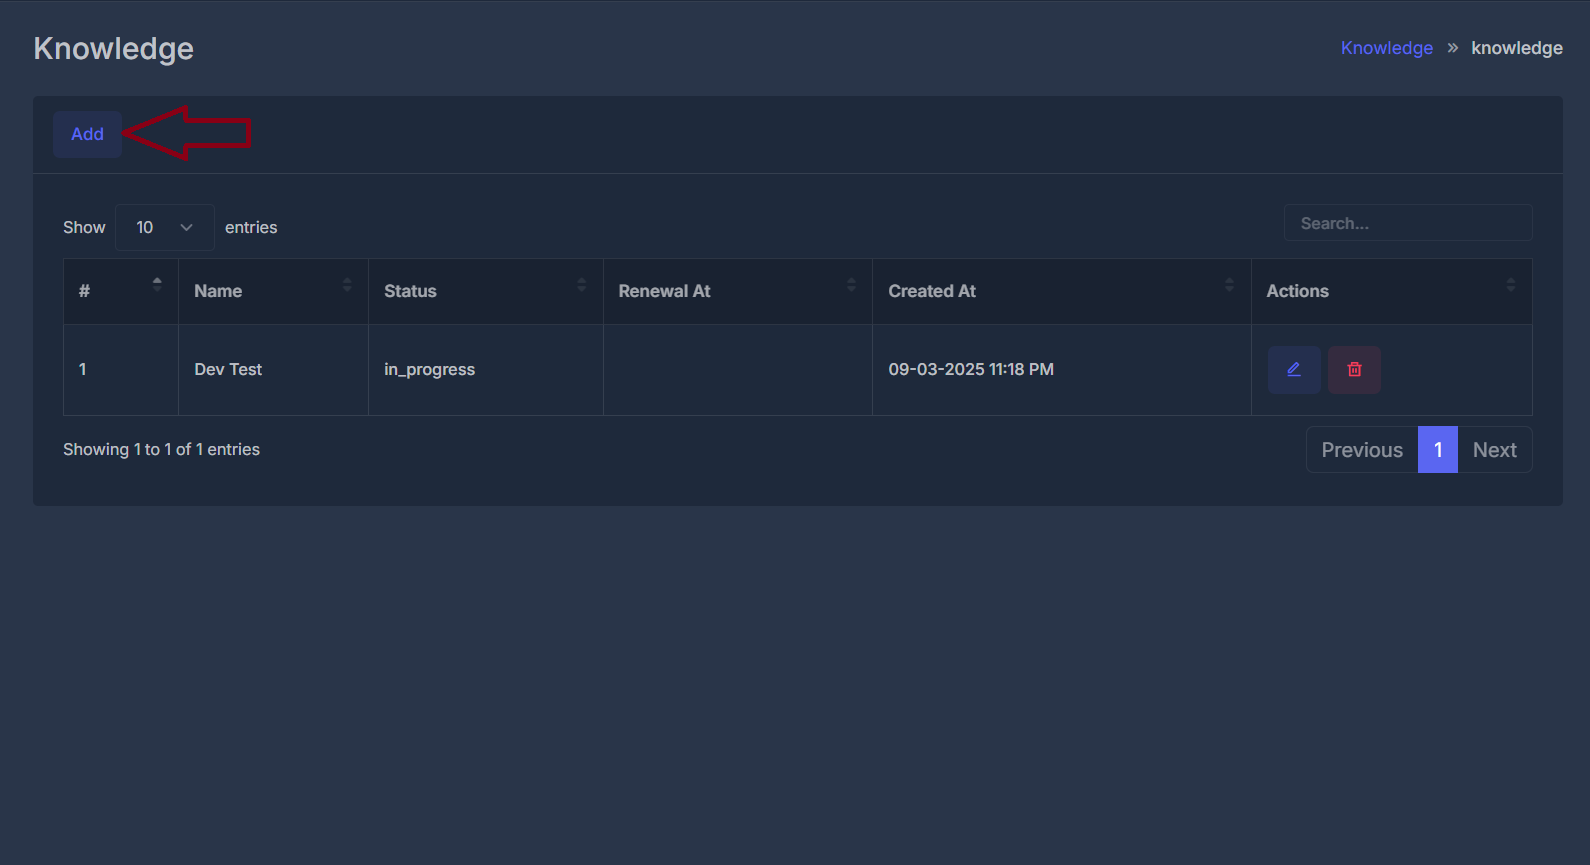 Knowledge
Knowledge » knowledge
Add
Show 10 entries
Search...
# Name Status Renewal At Created At Actions
1 Dev Test in_progress 09-03-2025 11:18 PM
Showing 1 to 1 of 1 entries
Previous 1 Next